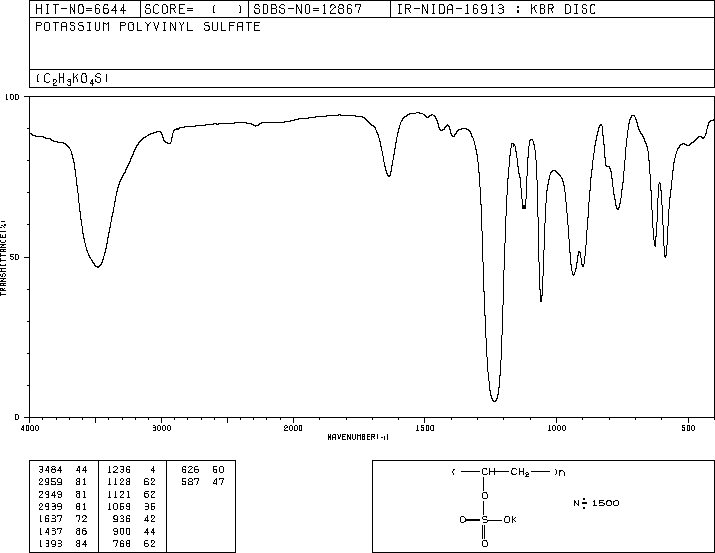 HIT-NO=6644 SCORE= ( ) SDBS-NO=12867 IR-NIDA-16913 : KBR DISC
POTASSIUM POLYVINYL SULFATE
(C2H3KO4S)
100
50
0
TRANSMITTANCE(%)
4000 3000 2000 1500 1000 500
WAVENUMBER(-1)
3484 44 1236 4 626 50
2959 81 1128 62 587 47
2949 81 1121 62
2939 81 1059 36
1637 72 936 42
1437 86 900 44
1393 84 768 62
( CH CH2 )n
O
O S OK
O
N≒1500